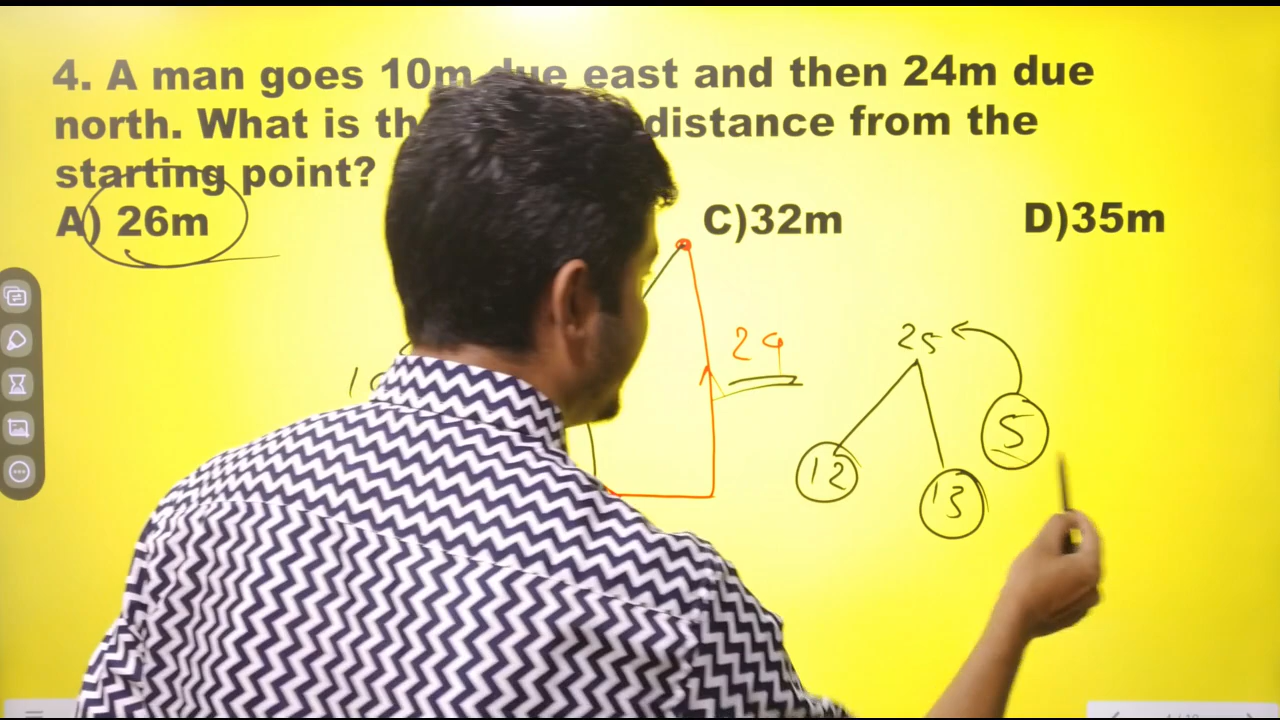 4. A man goes 10m due east and then 24m due
north. What is distance from the
starting point?
A) 26m C)32m D)35m
24
25
12 13 5